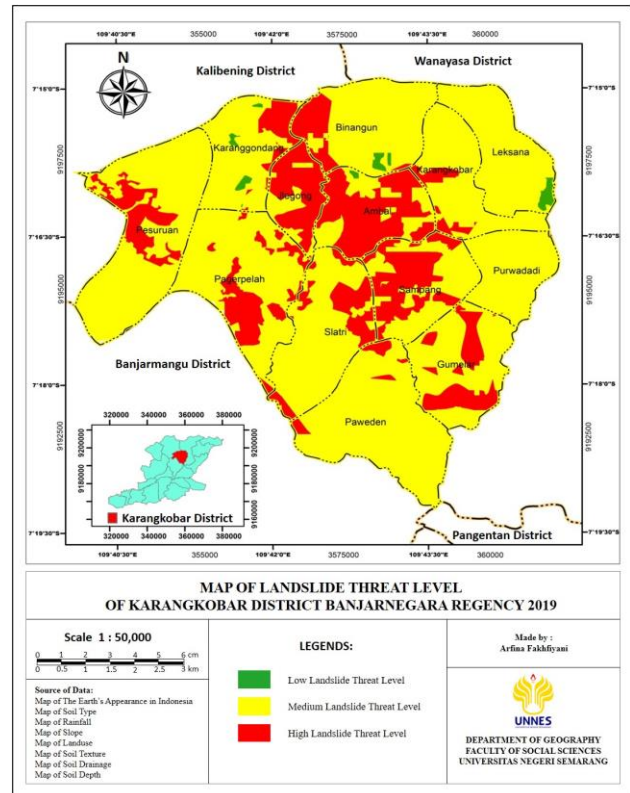 109°40'30"E 355000 109°42'0"E 3575000 109°43'30"E 360000
N
Kalibening District
Wanayasa District
7°15'0"S
7°15'0"S
Binangun
Karanggondang
Leksana
9197500
9197500
Karangkobar
Jogong
Ambal
Pesuruan
7°16'30"S
7°16'30"S
Pagerpelah
Purwadadi
9195000
9195000
Sampang
Slatri
Banjarmangu District
Gumelar
7°18'0"S
7°18'0"S
Paweden
9192500
9192500
320000 340000 360000 380000
9200000
9200000
9180000
9180000
9160000
9160000
Karangkobar District
320000 340000 360000 380000
7°19'30"S
7°19'30"S
Pangentan District
109°40'30"E 355000 109°42'0"E 3575000 109°43'30"E 360000
MAP OF LANDSLIDE THREAT LEVEL
OF KARANGKOBAR DISTRICT BANJARNEGARA REGENCY 2019
Scale 1 : 50,000
0 1 2 3 4 5 6 cm
0 0.5 1 1.5 2 2.5 3 km
Source of Data:
Map of The Earth's Appearance in Indonesia
Map of Soil Type
Map of Rainfall
Map of Slope
Map of Landuse
Map of Soil Texture
Map of Soil Drainage
Map of Soil Depth
LEGENDS:
Low Landslide Threat Level
Medium Landslide Threat Level
High Landslide Threat Level
Made by :
Arfina Fakhfiyani
UNNES
DEPARTMENT OF GEOGRAPHY
FACULTY OF SOCIAL SCIENCES
UNIVERSITAS NEGERI SEMARANG